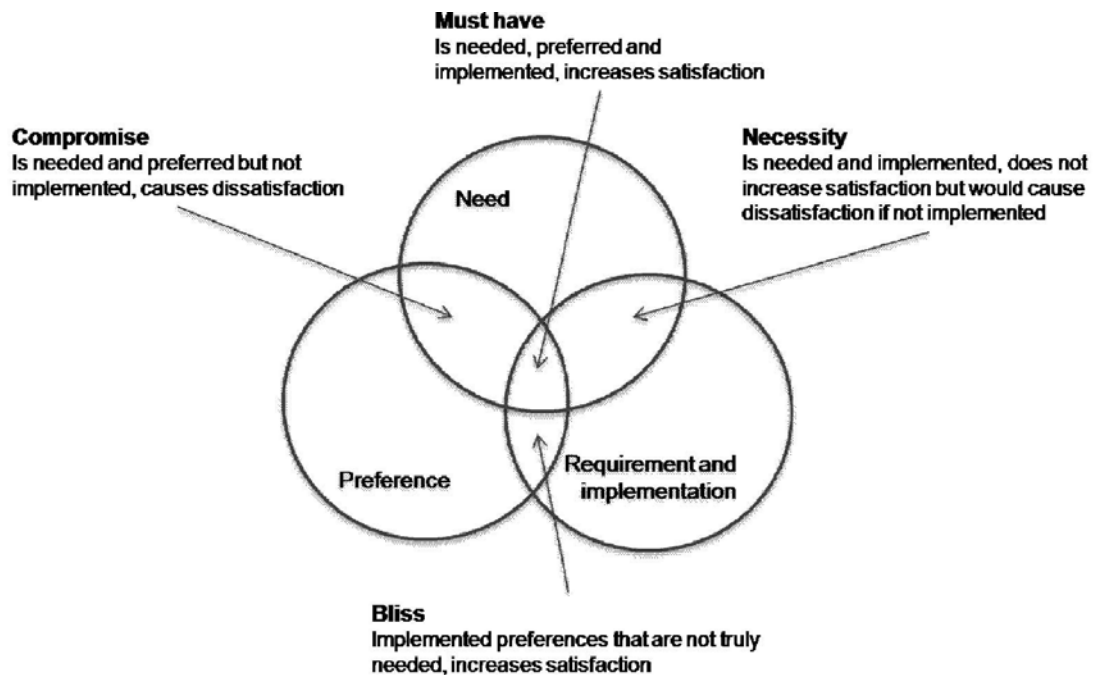 Must have
Is needed, preferred and
implemented, increases satisfaction
Compromise
Is needed and preferred but not
implemented, causes dissatisfaction
Necessity
Is needed and implemented, does not
increase satisfaction but would cause
dissatisfaction if not implemented
Need
Preference
Requirement and
implementation
Bliss
Implemented preferences that are not truly
needed, increases satisfaction